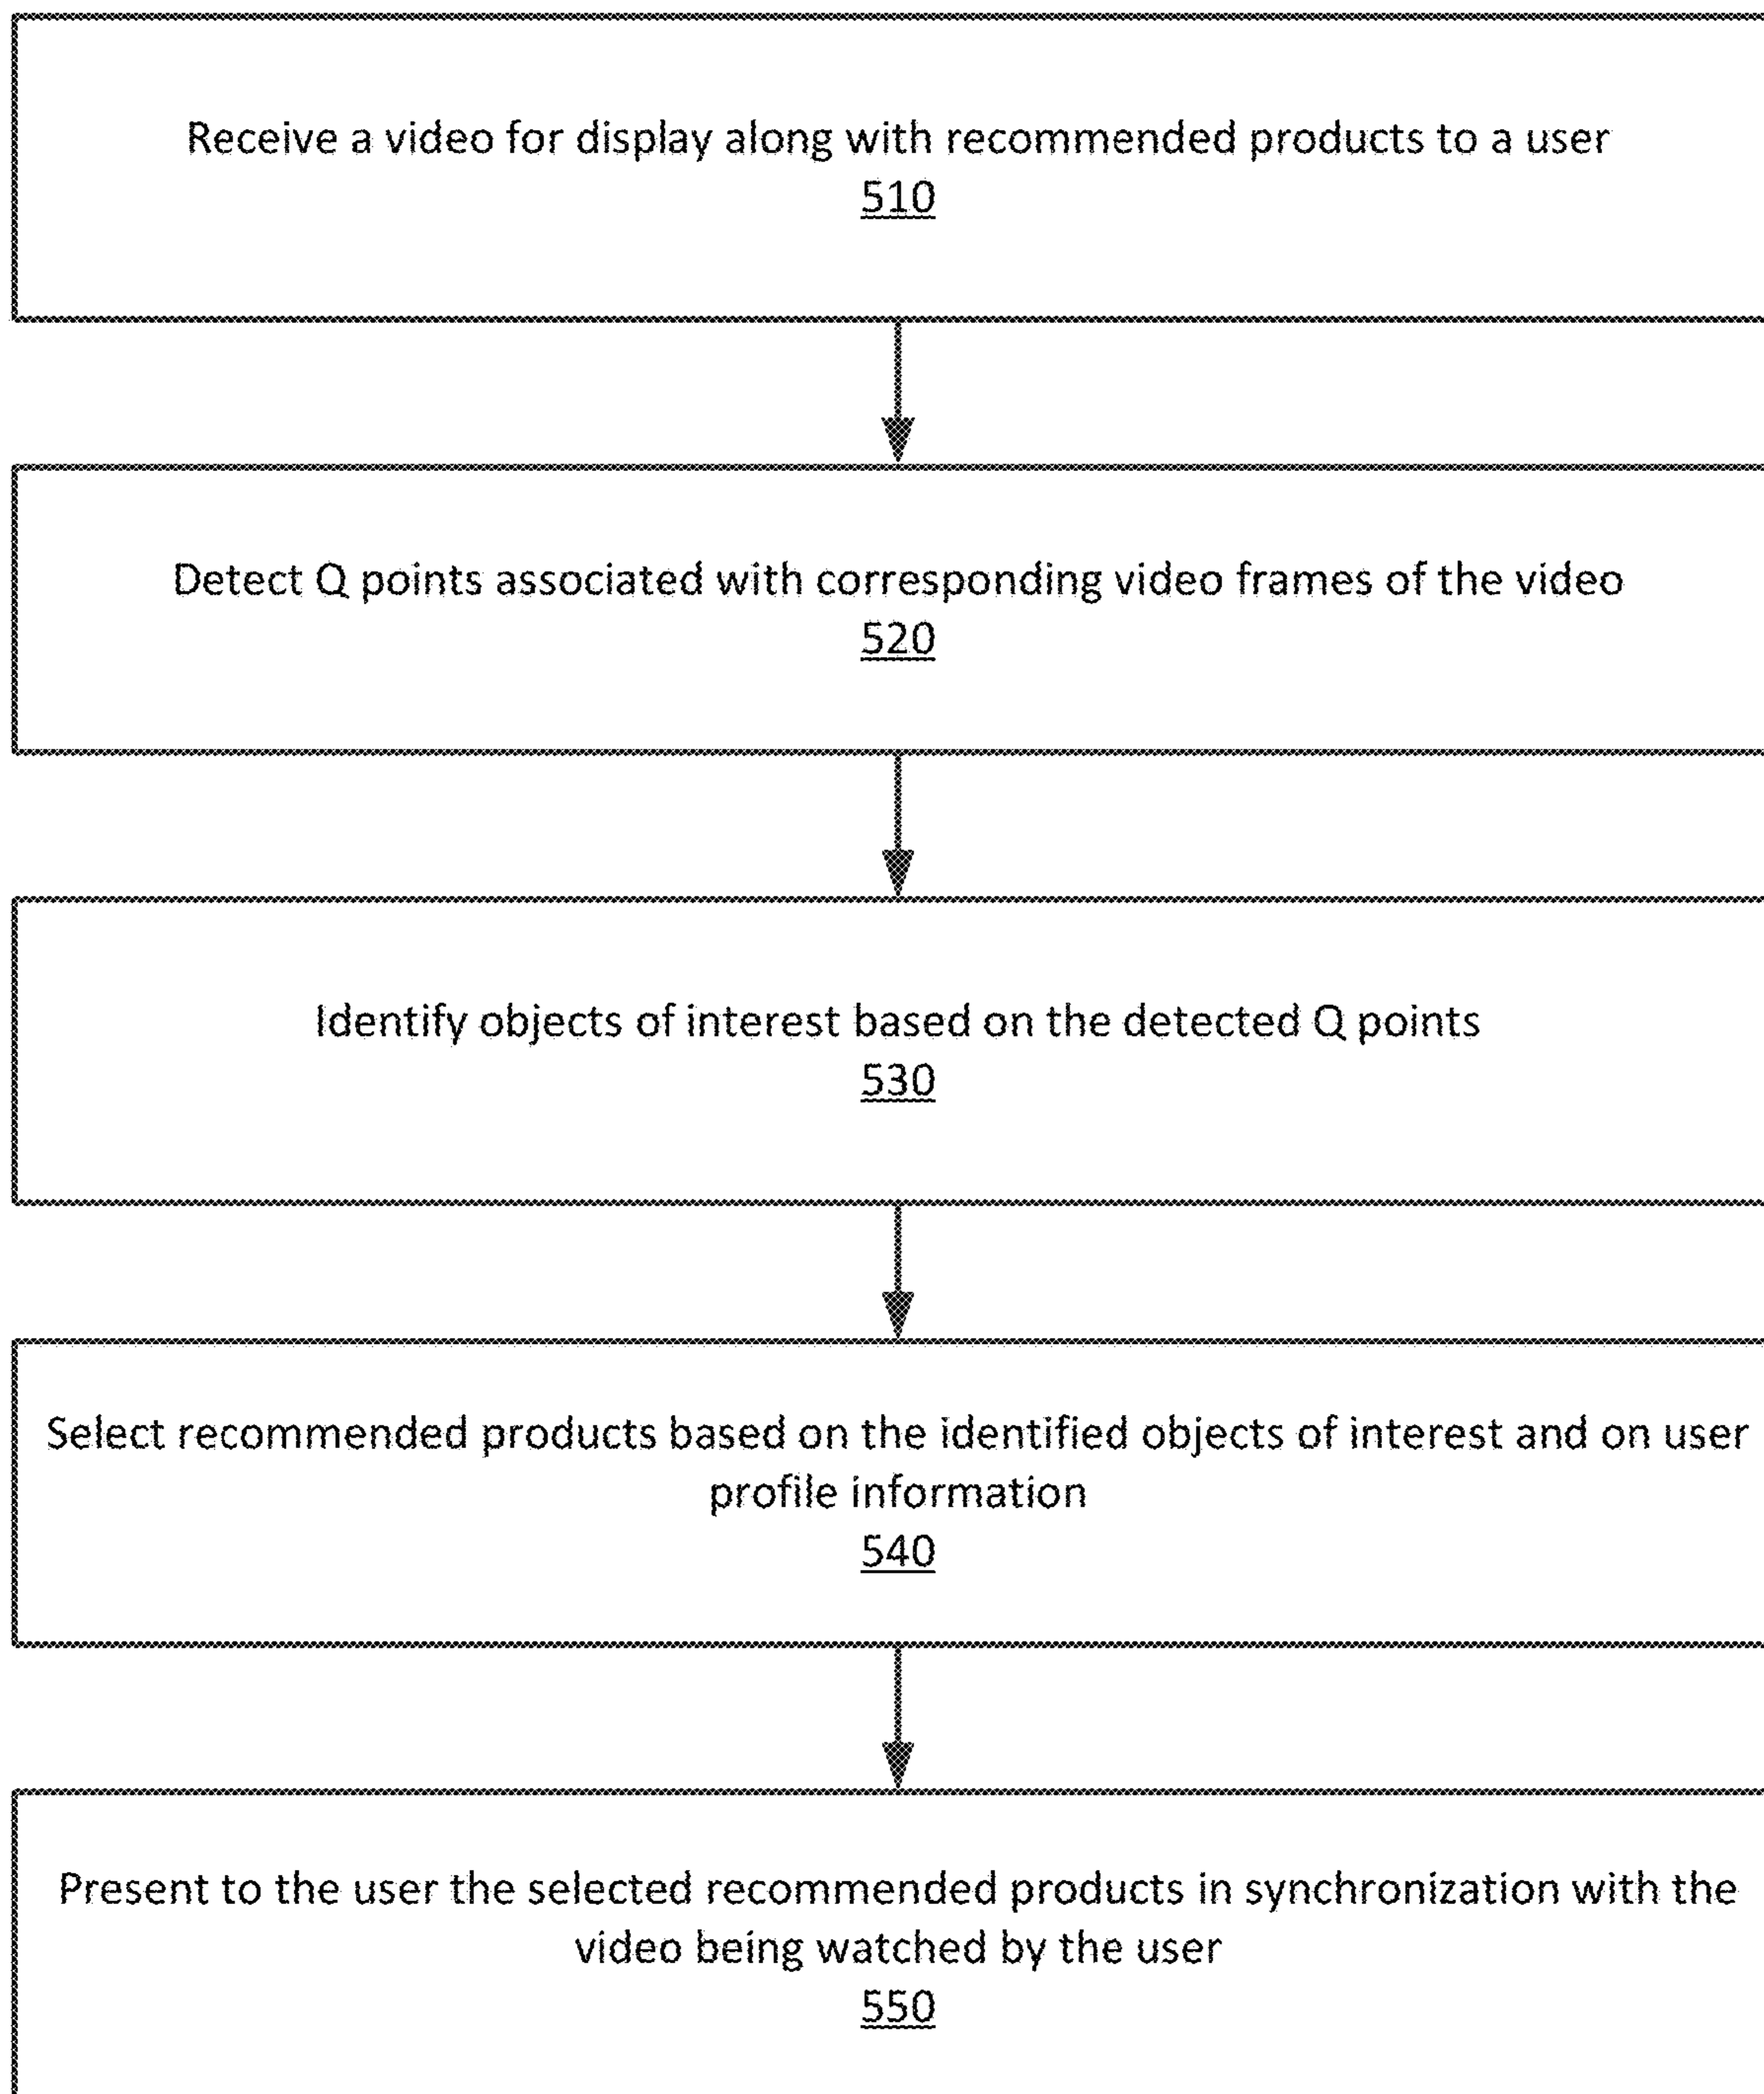 Receive a video for display along with recommended products to a user
510
Detect Q points associated with corresponding video frames of the video
520
Identify objects of interest based on the detected Q points
530
Select recommended products based on the identified objects of interest and on user
profile information
540
Present to the user the selected recommended products in synchronization with the
video being watched by the user
550